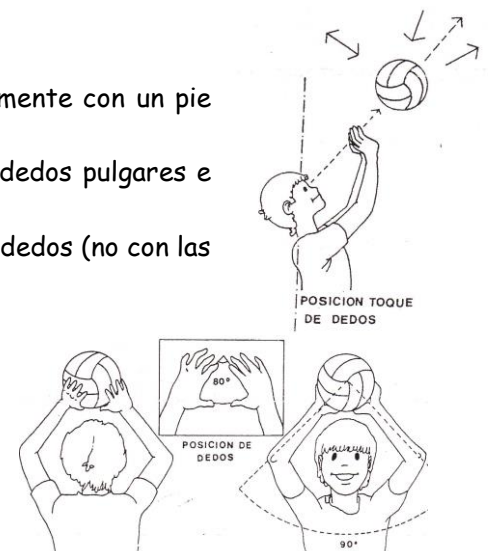 mente con un pie
dedos pulgares e
dedos (no con las
POSICION TOQUE
DE DEDOS
80°
POSICION DE
DEDOS
90°